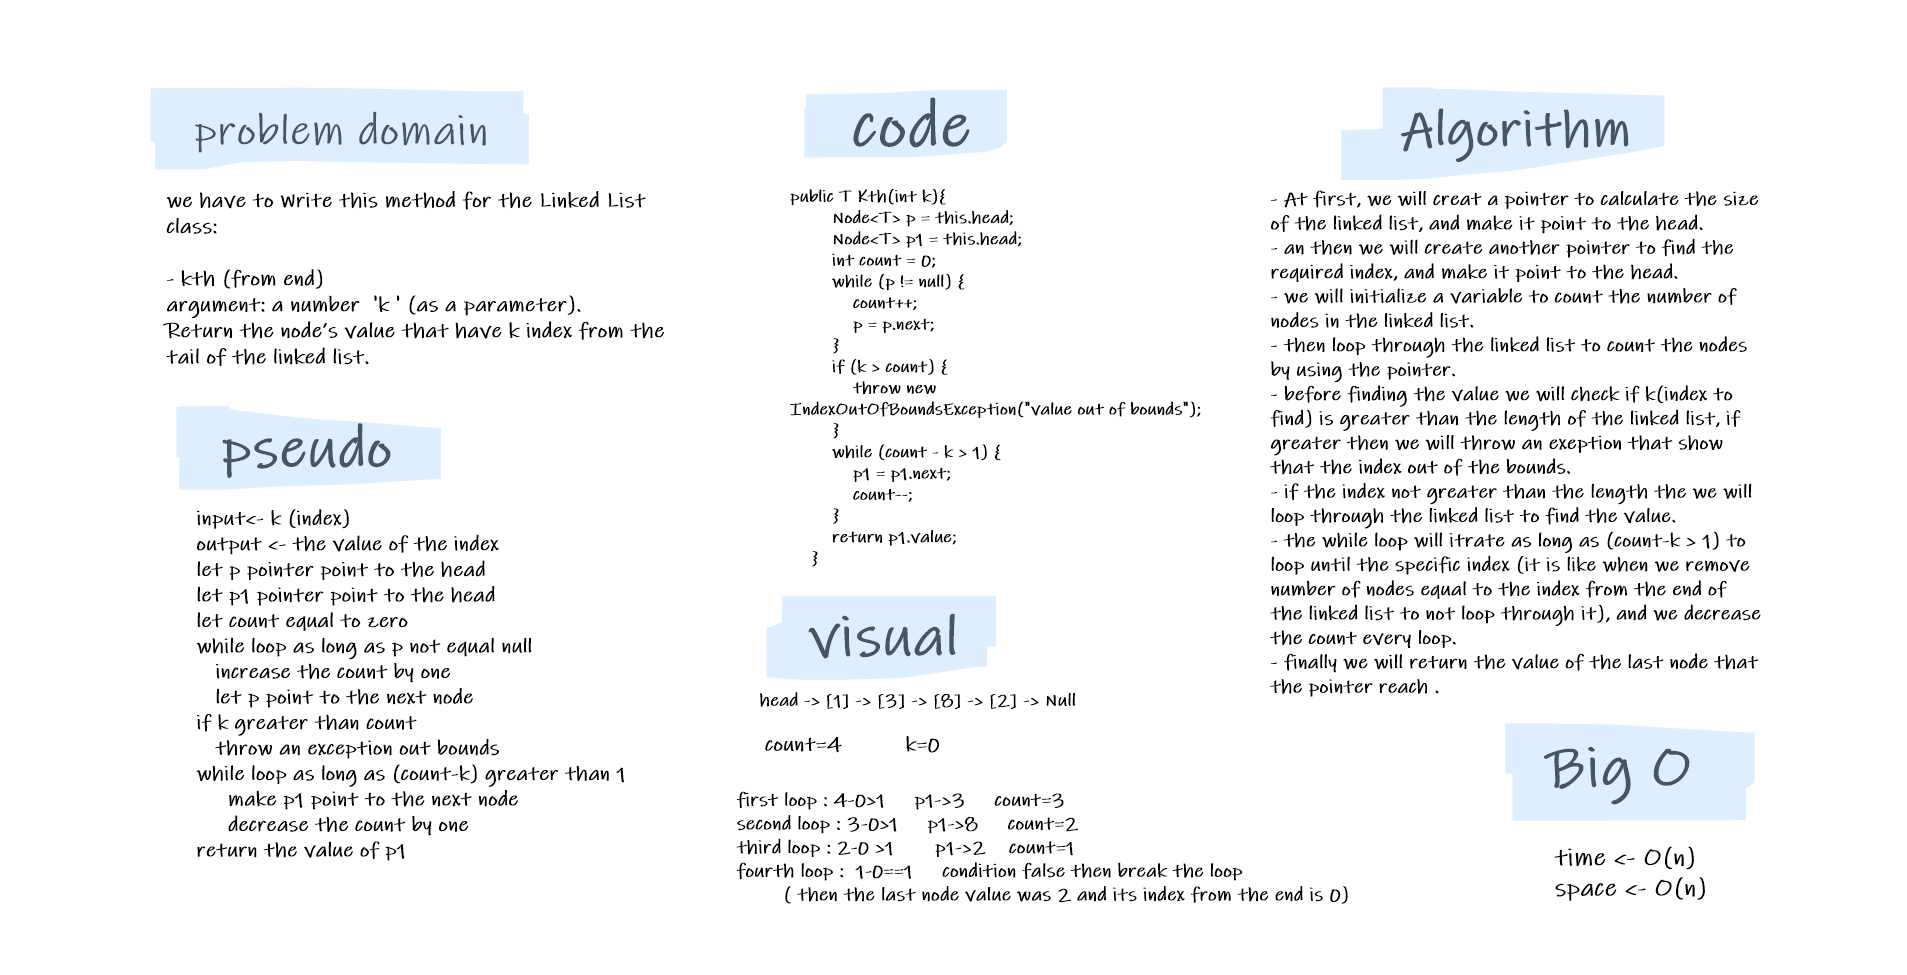 problem domain
we have to Write this method for the Linked List
class:
- kth (from end)
argument: a number 'k' (as a parameter).
Return the node's value that have k index from the
tail of the linked list.
pseudo
input<- k (index)
output <- the value of the index
let p pointer point to the head
let p1 pointer point to the head
let count equal to zero
while loop as long as p not equal null
increase the count by one
let p point to the next node
if k greater than count
throw an exception out bounds
while loop as long as (count-k) greater than 1
make p1 point to the next node
decrease the count by one
return the value of p1
code
public T Kth(int k){
Node<T> p = this.head;
Node<T> p1 = this.head;
int count = 0;
while (p != null) {
count++;
p = p.next;
}
if (k > count) {
throw new
IndexOutOfBoundsException("value out of bounds");
}
while (count - k > 1) {
p1 = p1.next;
count--;
}
return p1.value;
}
visual
head -> [1] -> [3] -> [8] -> [2] -> Null
count=4 k=0
first loop : 4-0>1 p1->3 count=3
second loop : 3-0>1 p1->8 count=2
third loop : 2-0 >1 p1->2 count=1
fourth loop : 1-0==1 condition false then break the loop
( then the last node value was 2 and its index from the end is 0)
Algorithm
- At first, we will creat a pointer to calculate the size
of the linked list, and make it point to the head.
- an then we will create another pointer to find the
required index, and make it point to the head.
- we will initialize a variable to count the number of
nodes in the linked list.
- then loop through the linked list to count the nodes
by using the pointer.
- before finding the value we will check if k(index to
find) is greater than the length of the linked list, if
greater then we will throw an exeption that show
that the index out of the bounds.
- if the index not greater than the length the we will
loop through the linked list to find the value.
- the while loop will itrate as long as (count-k > 1) to
loop until the specific index (it is like when we remove
number of nodes equal to the index from the end of
the linked list to not loop through it), and we decrease
the count every loop.
- finally we will return the value of the last node that
the pointer reach .
Big O
time <- O(n)
space <- O(n)